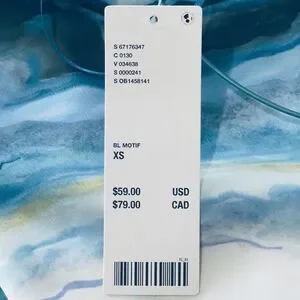 S 67176347
C 0130
V 034638
S 0000241
S OB1458141
BL MOTIF
XS
$59.00 USD
$79.00 CAD